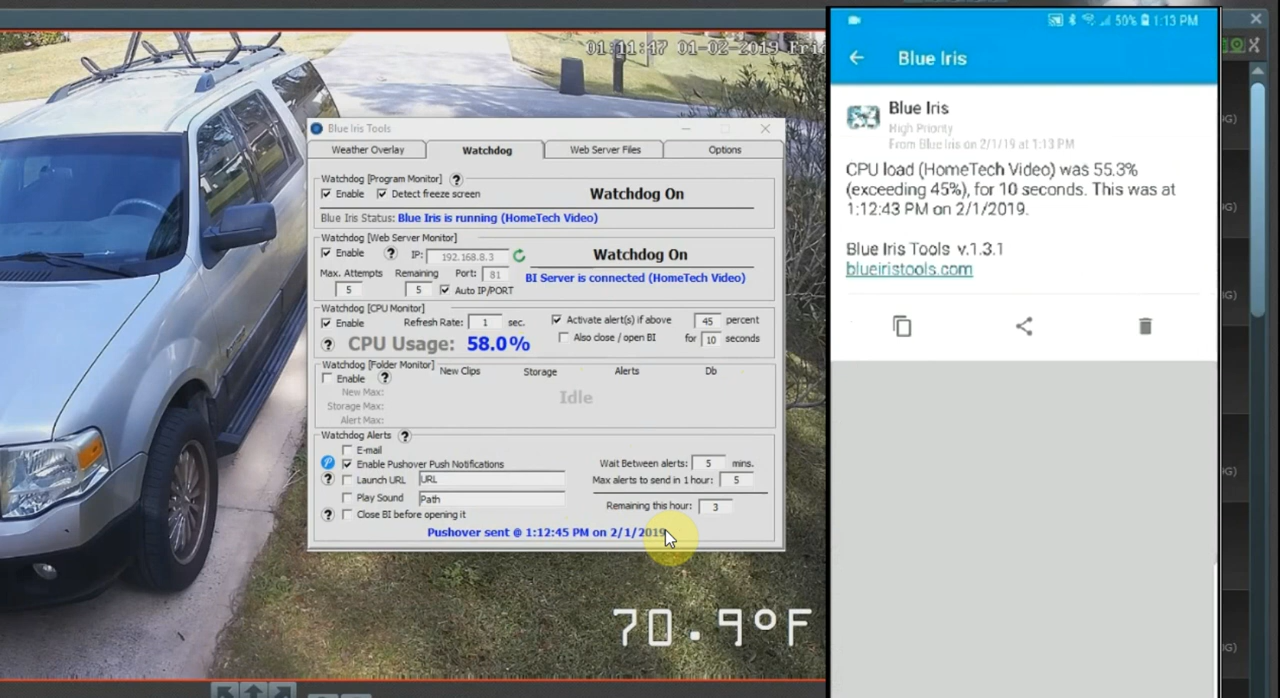 01:11:47 01-02-2019 Fri
Blue Iris Tools
Weather Overlay
Watchdog
Web Server Files
Options
Watchdog [Program Monitor] ?
Enable
Detect freeze screen
Watchdog On
Blue Iris Status: Blue Iris is running (HomeTech Video)
Watchdog [Web Server Monitor]
Enable
?
IP: 192.168.8.3
Watchdog On
Max. Attempts
Remaining
Port: 81
BI Server is connected (HomeTech Video)
5
5
Auto IP/PORT
Watchdog [CPU Monitor]
Enable
Refresh Rate: 1 sec.
Activate alert(s) if above 45 percent
? CPU Usage: 58.0%
Also close / open BI
for 10 seconds
Watchdog [Folder Monitor]
New Clips
Storage
Alerts
Db
Enable ?
New Max:
Storage Max:
Alert Max:
Idle
Watchdog Alerts ?
E-mail
Enable Pushover Push Notifications
Wait Between alerts: 5 mins.
? Launch URL URL
Max alerts to send in 1 hour: 5
Play Sound Path
Remaining this hour: 3
? Close BI before opening it
Pushover sent @ 1:12:45 PM on 2/1/2019
70.9°F
50% 1:13 PM
Blue Iris
Blue Iris
High Priority
From Blue Iris on 2/1/19 at 1:13 PM
CPU load (HomeTech Video) was 55.3%
(exceeding 45%), for 10 seconds. This was at
1:12:43 PM on 2/1/2019.
Blue Iris Tools v.1.3.1
blueiristools.com